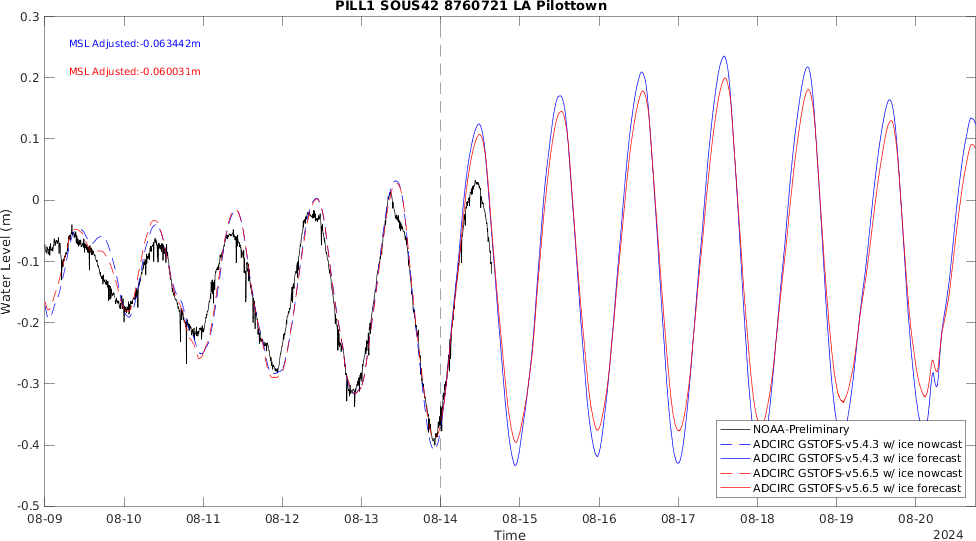 PILL1 SOUS42 8760721 LA Pilottown
MSL Adjusted:-0.063442m
MSL Adjusted:-0.060031m
Water Level (m)
0.3
0.2
0.1
0
-0.1
-0.2
-0.3
-0.4
-0.5
NOAA-Preliminary
ADCIRC GSTOFS-v5.4.3 w/ ice nowcast
ADCIRC GSTOFS-v5.4.3 w/ ice forecast
ADCIRC GSTOFS-v5.6.5 w/ ice nowcast
ADCIRC GSTOFS-v5.6.5 w/ ice forecast
08-09 08-10 08-11 08-12 08-13 08-14 08-15 08-16 08-17 08-18 08-19 08-20
Time
2024